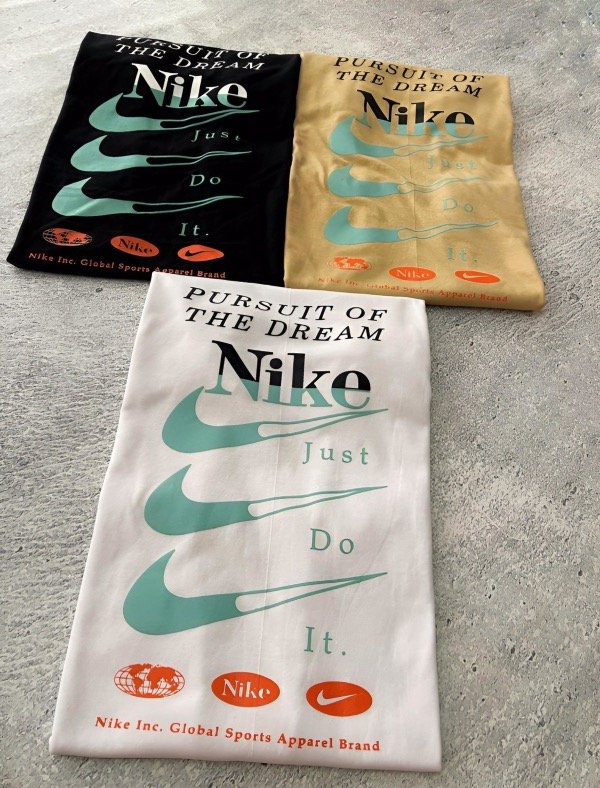 PURSUIT OF
THE DREAM
Nike
Just
Do
It.
Nike
Nike Inc. Global Sports Apparel Brand
PURSUIT OF
THE DREAM
Nike
Just
Do
It.
Nike
Nike Inc. Global Sports Apparel Brand
PURSUIT OF
THE DREAM
Nike
Just
Do
It.
Nike
Nike Inc. Global Sports Apparel Brand